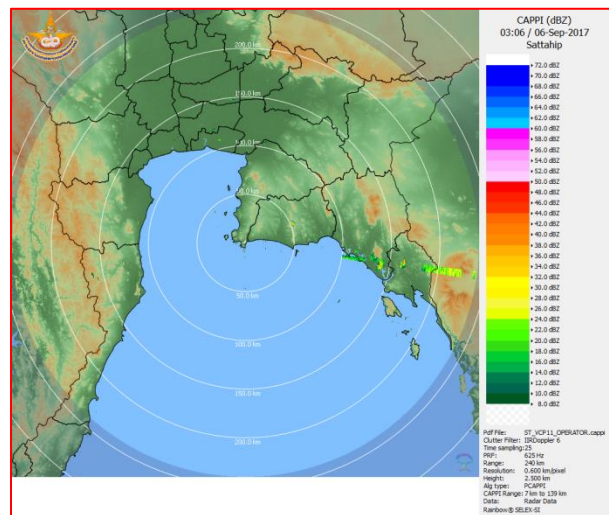 CAPPI (dBZ)
03:06 / 06-Sep-2017
Sattahip
72.0 dBZ
70.0 dBZ
68.0 dBZ
66.0 dBZ
64.0 dBZ
62.0 dBZ
60.0 dBZ
58.0 dBZ
56.0 dBZ
54.0 dBZ
52.0 dBZ
50.0 dBZ
48.0 dBZ
46.0 dBZ
44.0 dBZ
42.0 dBZ
40.0 dBZ
38.0 dBZ
36.0 dBZ
34.0 dBZ
32.0 dBZ
30.0 dBZ
28.0 dBZ
26.0 dBZ
24.0 dBZ
22.0 dBZ
20.0 dBZ
18.0 dBZ
16.0 dBZ
14.0 dBZ
12.0 dBZ
10.0 dBZ
8.0 dBZ
Pdf File: ST_VCF11_OPERATOR.cappi
Clutter Filter: IIRDoppler 6
Time sampling:25
PRF: 625 Hz
Range: 240 km
Resolution: 0.600 km/pixel
Height: 2.500 km
Alg type: PCAPPI
CAPPI Range: 7 km to 139 km
Data: Radar Data
Rainbow® SELEX-SI
200.0 km
150.0 km
100.0 km
50.0 km
50.0 km
100.0 km
150.0 km
200.0 km